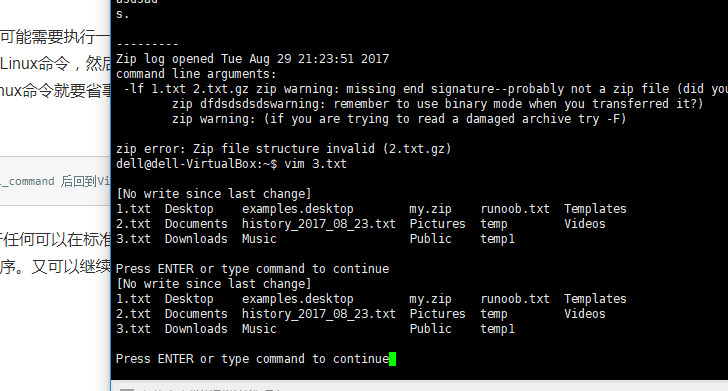 可能需要执行一
Linux命令，然后
nux命令就要省事
_command 后回到Vi
行任何可以在标准
序。又可以继续
s.
---------
Zip log opened Tue Aug 29 21:23:51 2017
command line arguments:
-lf 1.txt 2.txt.gz zip warning: missing end signature--probably not a zip file (did you
zip dfdsdsdsdswarning: remember to use binary mode when you transferred it?)
zip warning: (if you are trying to read a damaged archive try -F)
zip error: Zip file structure invalid (2.txt.gz)
dell@dell-VirtualBox:~$ vim 3.txt
[No write since last change]
1.txt  Desktop    examples.desktop        my.zip    runoob.txt  Templates
2.txt  Documents  history_2017_08_23.txt  Pictures  temp        Videos
3.txt  Downloads  Music                   Public    temp1
Press ENTER or type command to continue
[No write since last change]
1.txt  Desktop    examples.desktop        my.zip    runoob.txt  Templates
2.txt  Documents  history_2017_08_23.txt  Pictures  temp        Videos
3.txt  Downloads  Music                   Public    temp1
Press ENTER or type command to continue